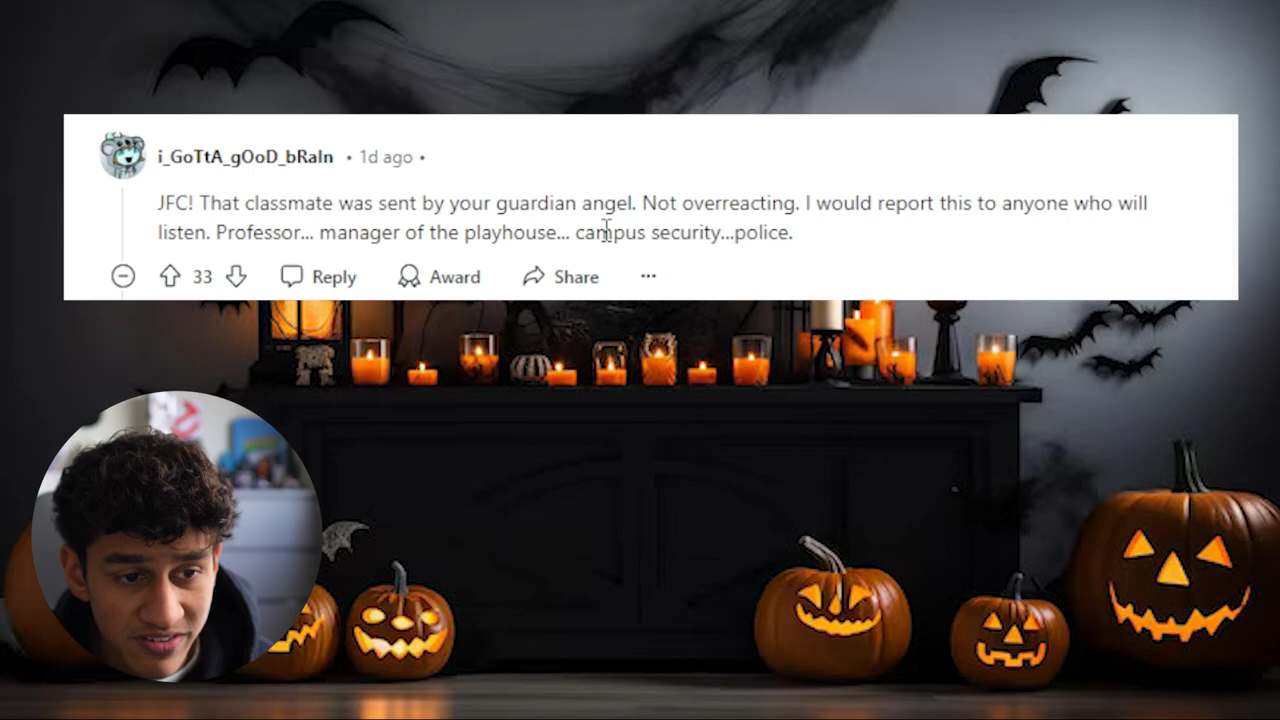 i_GoTtA_gOoD_bRaIn • 1d ago •
JFC! That classmate was sent by your guardian angel. Not overreacting. I would report this to anyone who will
listen. Professor... manager of the playhouse... campus security...police.
33 Reply Award Share ...